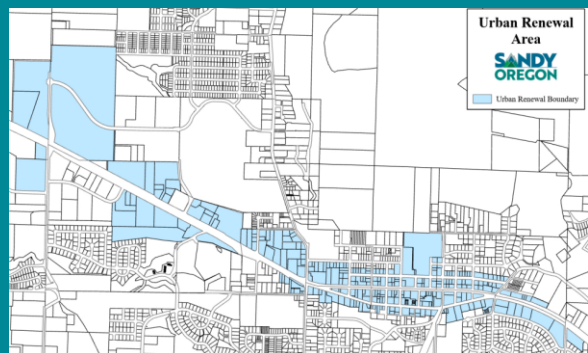 Urban Renewal
Area
SANDY
OREGON
Urban Renewal Boundary